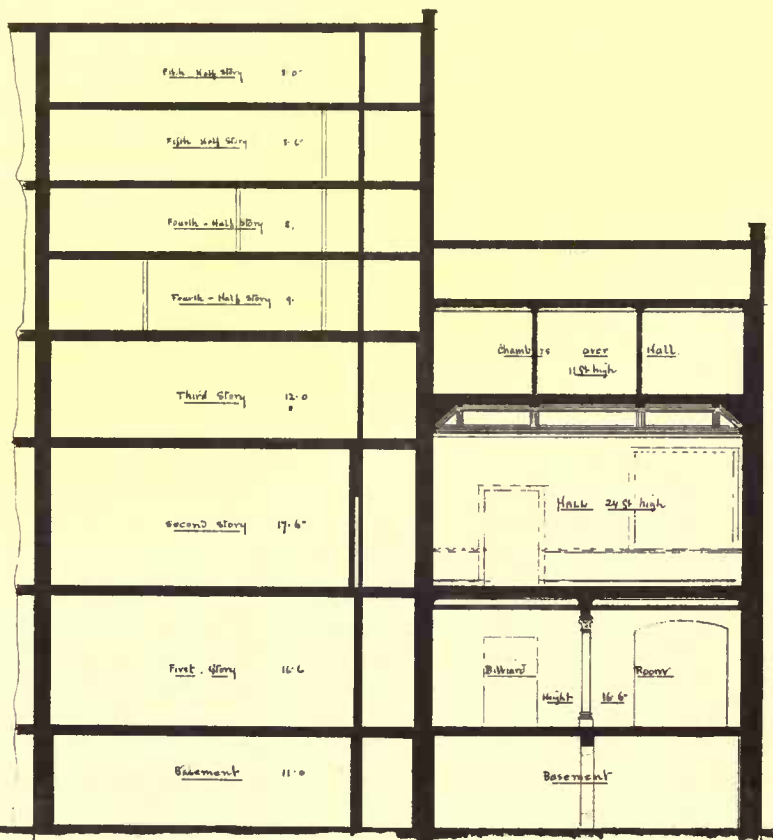 Fifth Half Story 8.0"
Fifth Half Story 8.6"
Fourth - Half Story 8.
Fourth - Half Story 9.
Third Story 12.0
Second Story 17.6"
First. Story 16.6
Basement 11.0
Chambers over Hall.
11 ft high
HALL 24 ft high
Billiard Room
Height 16.6"
Basement